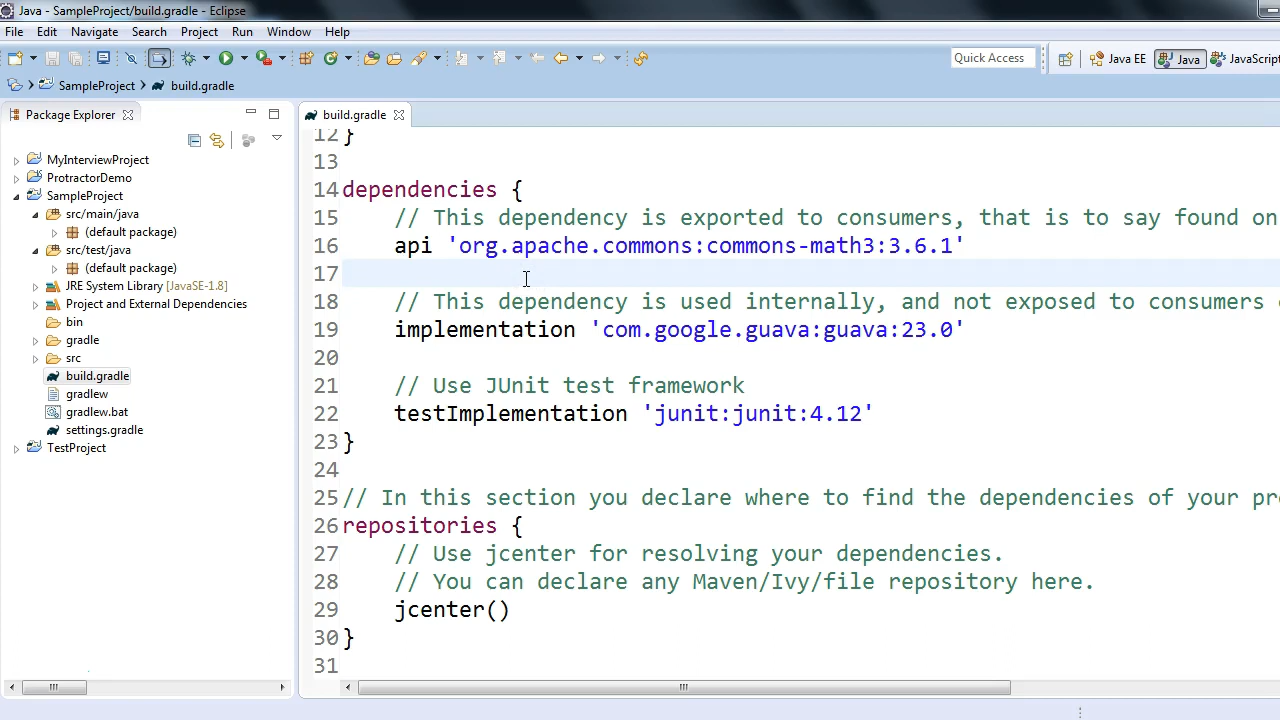 Java - SampleProject/build.gradle - Eclipse
File Edit Navigate Search Project Run Window Help
Quick Access
Java EE
Java
JavaScript
SampleProject
build.gradle
Package Explorer
MyInterviewProject
ProtractorDemo
SampleProject
src/main/java
(default package)
src/test/java
(default package)
JRE System Library [JavaSE-1.8]
Project and External Dependencies
bin
gradle
src
build.gradle
gradlew
gradlew.bat
settings.gradle
TestProject
build.gradle
12 }
13
14 dependencies {
15 // This dependency is exported to consumers, that is to say found on
16 api 'org.apache.commons:commons-math3:3.6.1'
17
18 // This dependency is used internally, and not exposed to consumers
19 implementation 'com.google.guava:guava:23.0'
20
21 // Use JUnit test framework
22 testImplementation 'junit:junit:4.12'
23 }
24
25 // In this section you declare where to find the dependencies of your
26 repositories {
27 // Use jcenter for resolving your dependencies.
28 // You can declare any Maven/Ivy/file repository here.
29 jcenter()
30 }
31